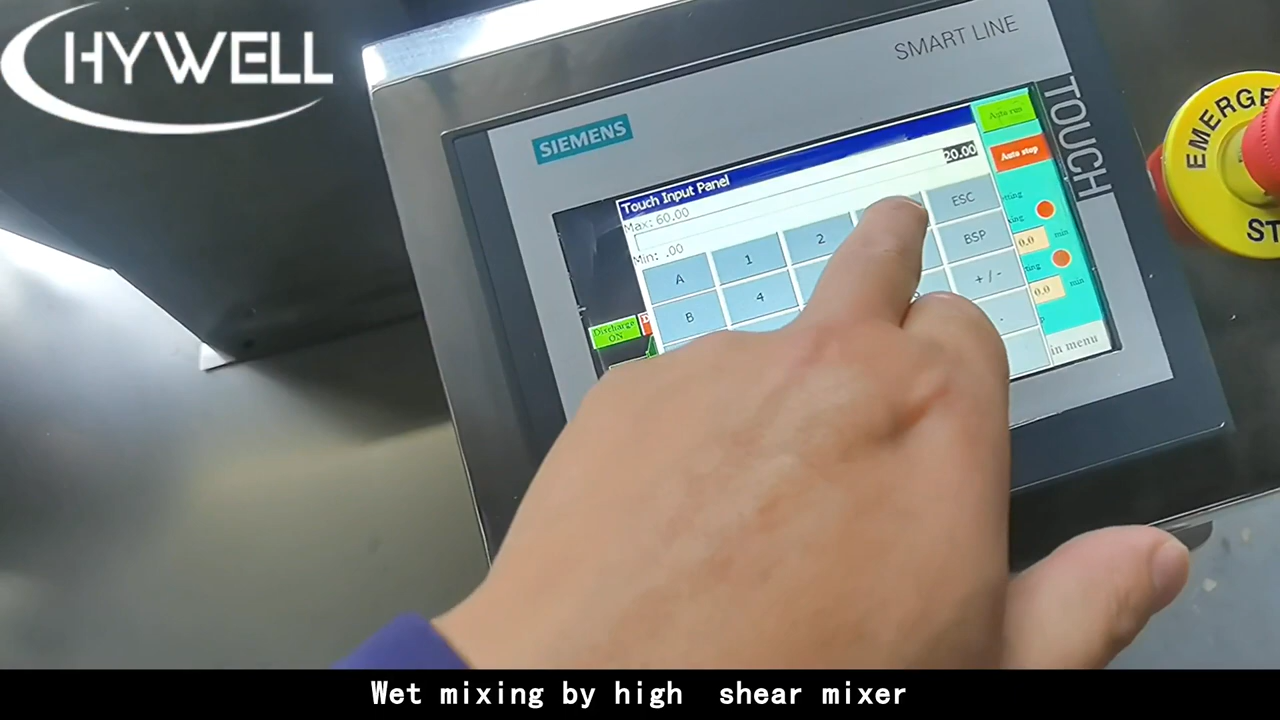 HYWELL
SMART LINE
SIEMENS
TOUCH
EMERGE
ST
Touch Input Panel
Max: 60.00
20.00
Min: .00
Auto run
Auto stop
ESC
BSP
+/-
.
A
1
2
B
4
0.0 min
0.0 min
Discharge
ON
in menu
Wet mixing by high shear mixer